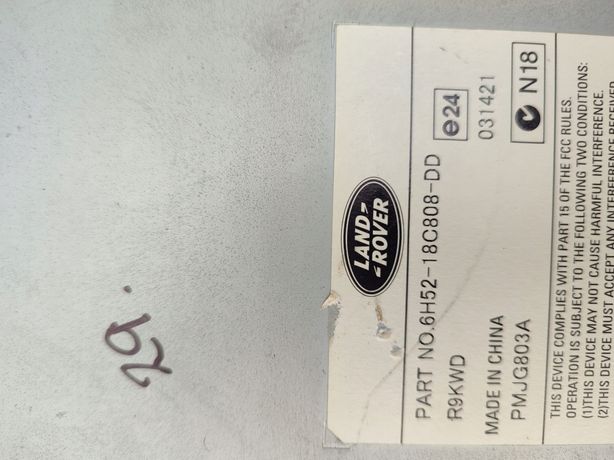 29.
LAND
ROVER
PART NO.6H52-18C808-DD
R9KWD
e24
MADE IN CHINA
031421
PMJG803A
N18
THIS DEVICE COMPLIES WITH PART 15 OF THE FCC RULES.
OPERATION IS SUBJECT TO THE FOLLOWING TWO CONDITIONS:
(1)THIS DEVICE MAY NOT CAUSE HARMFUL INTERFERENCE.
(2)THIS DEVICE MUST ACCEPT ANY INTERFERENCE RECEIVED